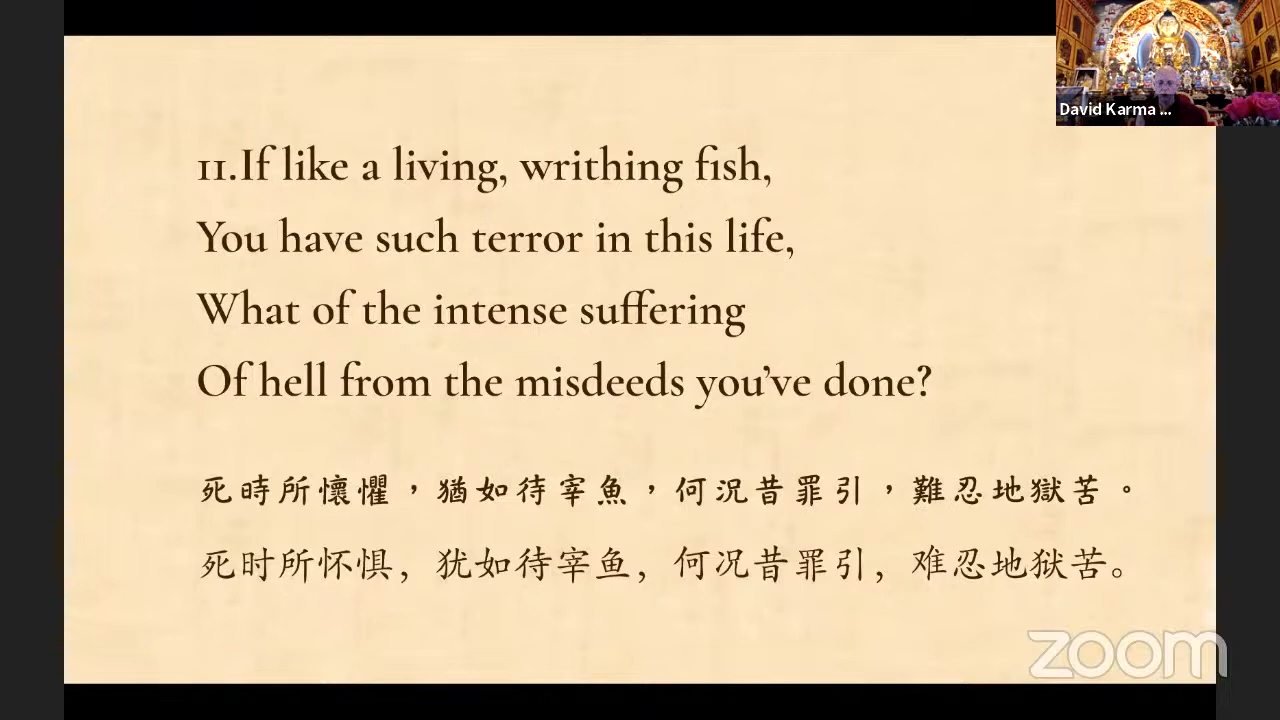 David Karma ...
11.If like a living, writhing fish,
You have such terror in this life,
What of the intense suffering
Of hell from the misdeeds you’ve done?
死時所懷懼，猶如待宰魚，何況昔罪引，難忍地獄苦。
死时所怀惧，犹如待宰鱼，何况昔罪引，难忍地狱苦。
zoom